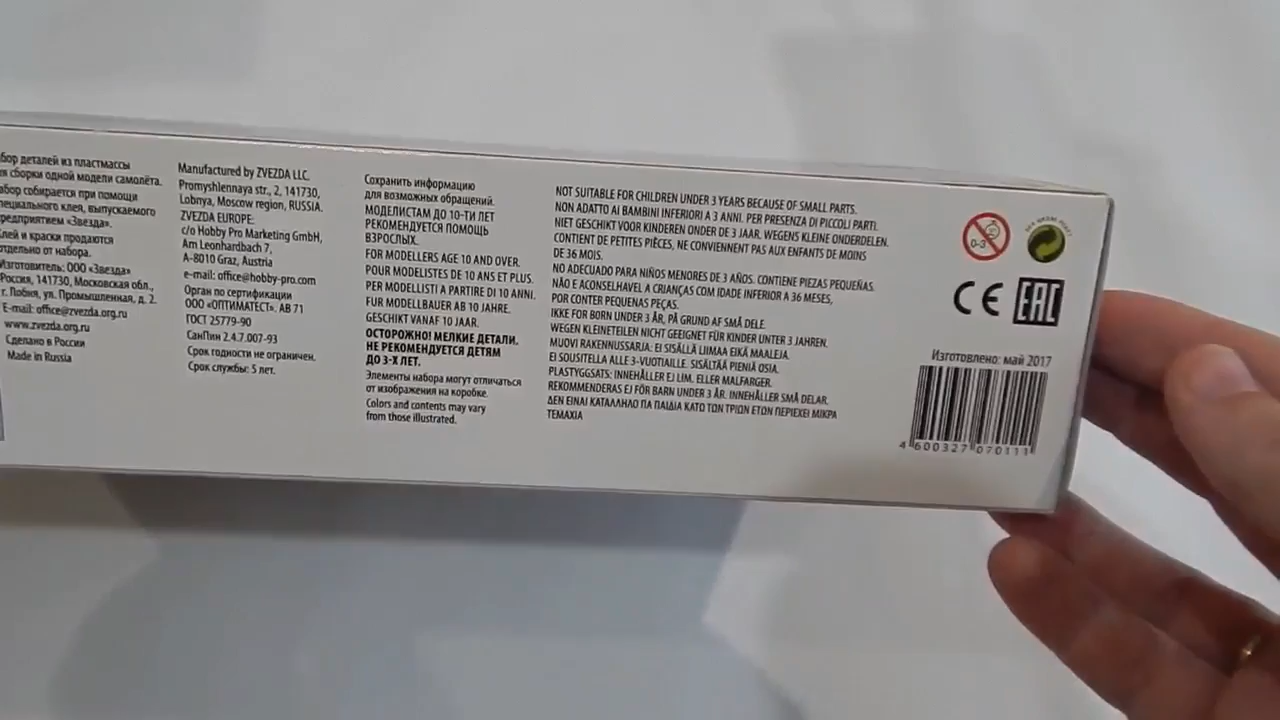 бор деталей из пластмассы
я сборки одной модели самолёта.
абор собирается при помощи
пециального клея, выпускаемого
редприятием «Звезда».
лей и краски продаются
отдельно от набора.
Изготовитель: ООО «Звезда»
Россия, 141730, Московская обл.,
г. Лобня, ул. Промышленная, д. 2.
E-mail: office@zvezda.org.ru
www.zvezda.org.ru
Сделано в России
Made in Russia
Manufactured by ZVEZDA LLC.
Promyshlennaya str., 2, 141730,
Lobnya, Moscow region, RUSSIA.
ZVEZDA EUROPE:
c/o Hobby Pro Marketing GmbH,
Am Leonhardbach 7,
A-8010 Graz, Austria
e-mail: office@hobby-pro.com
Орган по сертификации
ООО «ОПТИМАТЕСТ». АВ 71
ГОСТ 25779-90
СанПин 2.4.7.007-93
Срок годности не ограничен.
Срок службы: 5 лет.
Сохранить информацию
для возможных обращений.
МОДЕЛИСТАМ ДО 10-ТИ ЛЕТ
РЕКОМЕНДУЕТСЯ ПОМОЩЬ
ВЗРОСЛЫХ.
FOR MODELLERS AGE 10 AND OVER.
POUR MODELISTES DE 10 ANS ET PLUS.
PER MODELLISTI A PARTIRE DI 10 ANNI.
FUR MODELLBAUER AB 10 JAHRE.
GESCHIKT VANAF 10 JAAR.
ОСТОРОЖНО! МЕЛКИЕ ДЕТАЛИ.
НЕ РЕКОМЕНДУЕТСЯ ДЕТЯМ
ДО 3-Х ЛЕТ.
Элементы набора могут отличаться
от изображения на коробке.
Colors and contents may vary
from those illustrated.
NOT SUITABLE FOR CHILDREN UNDER 3 YEARS BECAUSE OF SMALL PARTS.
NON ADATTO AI BAMBINI INFERIORI A 3 ANNI. PER PRESENZA DI PICCOLI PARTI.
NIET GESCHIKT VOOR KINDEREN ONDER DE 3 JAAR. WEGENS KLEINE ONDERDELEN.
CONTIENT DE PETITES PIÈCES, NE CONVIENNENT PAS AUX ENFANTS DE MOINS
DE 36 MOIS.
NO ADECUADO PARA NIÑOS MENORES DE 3 AÑOS. CONTIENE PIEZAS PEQUEÑAS.
NÃO E ACONSELHAVEL A CRIANÇAS COM IDADE INFERIOR A 36 MESES,
POR CONTER PEQUENAS PEÇAS.
IKKE FOR BORN UNDER 3 ÅR, PÅ GRUND AF SMÅ DELE.
WEGEN KLEINETEILEN NICHT GEEIGNET FÜR KINDER UNTER 3 JAHREN.
MUOVI RAKENNUSSARJA: EI SISÄLLÄ LIIMAA EIKÄ MAALEJA.
EI SOUSITELLA ALLE 3-VUOTIAILLE. SISÄLTÄÄ PIENIÄ OSIA.
PLASTYGGSATS: INNEHÅLLER EJ LIM. ELLER MALFARGER.
REKOMMENDERAS EJ FÖR BARN UNDER 3 ÅR. INNEHÅLLER SMÅ DELAR.
ΔΕΝ ΕΙΝΑΙ ΚΑΤΑΛΛΗΛΟ ΠΑ ΠΑΙΔΙΑ ΚΑΤΩ ΤΩΝ ΤΡΙΩΝ ΕΤΩΝ ΠΕΡΙΕΧΕΙ ΜΙΚΡΑ
ΤΕΜΑΧΙΑ
0-3
CE EAC
Изготовлено: май 2017
4 600327 070111